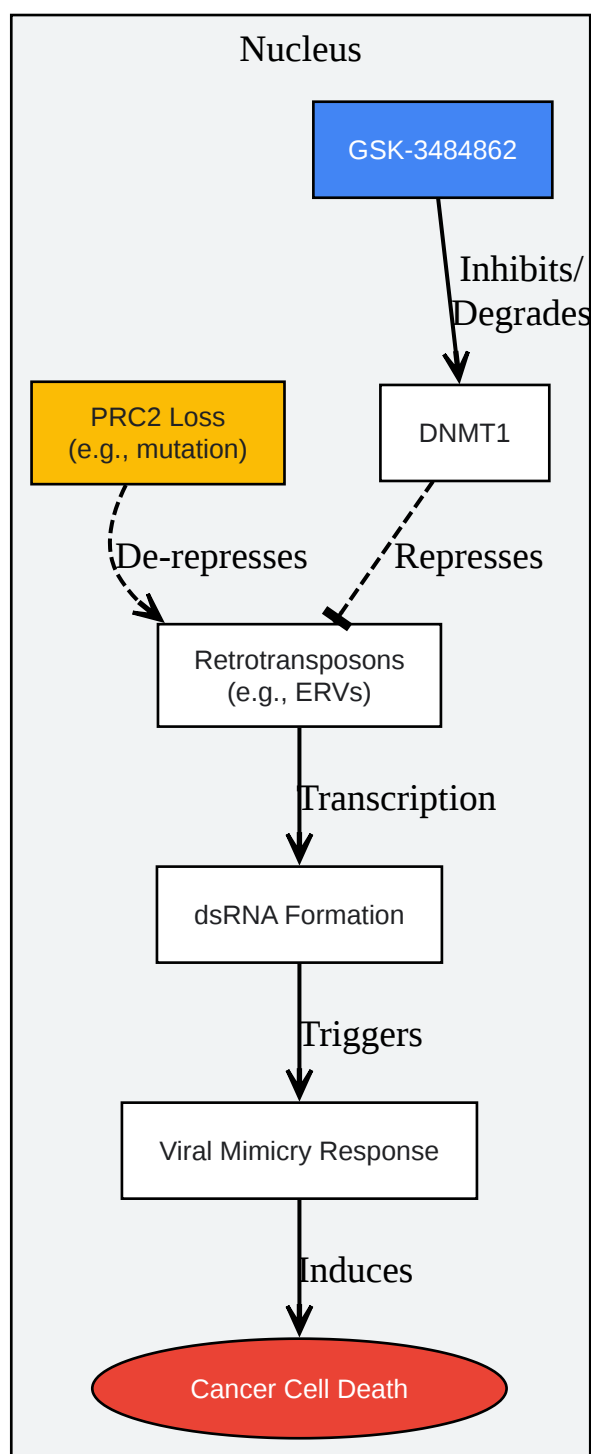 Nucleus
GSK-3484862
Inhibits/
Degrades
PRC2 Loss
(e.g., mutation)
DNMT1
De-represses
Represses
Retrotransposons
(e.g., ERVs)
Transcription
dsRNA Formation
Triggers
Viral Mimicry Response
Induces
Cancer Cell Death